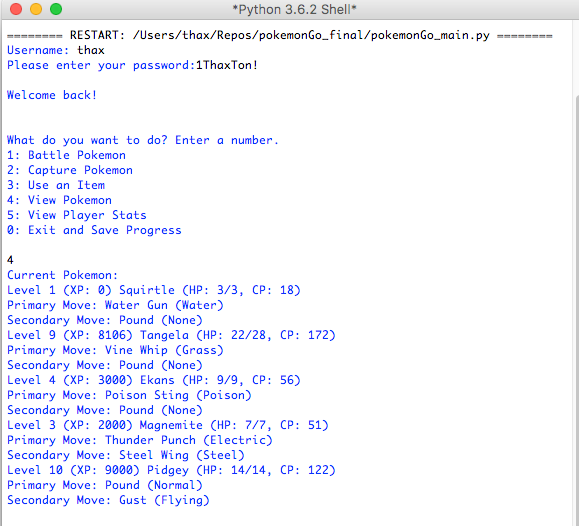 *Python 3.6.2 Shell*
======== RESTART: /Users/thax/Repos/pokemonGo_final/pokemonGo_main.py ========
Username: thax
Please enter your password:1ThaxTon!
Welcome back!
What do you want to do? Enter a number.
1: Battle Pokemon
2: Capture Pokemon
3: Use an Item
4: View Pokemon
5: View Player Stats
0: Exit and Save Progress
4
Current Pokemon:
Level 1 (XP: 0) Squirtle (HP: 3/3, CP: 18)
Primary Move: Water Gun (Water)
Secondary Move: Pound (None)
Level 9 (XP: 8106) Tangela (HP: 22/28, CP: 172)
Primary Move: Vine Whip (Grass)
Secondary Move: Pound (None)
Level 4 (XP: 3000) Ekans (HP: 9/9, CP: 56)
Primary Move: Poison Sting (Poison)
Secondary Move: Pound (None)
Level 3 (XP: 2000) Magnemite (HP: 7/7, CP: 51)
Primary Move: Thunder Punch (Electric)
Secondary Move: Steel Wing (Steel)
Level 10 (XP: 9000) Pidgey (HP: 14/14, CP: 122)
Primary Move: Pound (Normal)
Secondary Move: Gust (Flying)